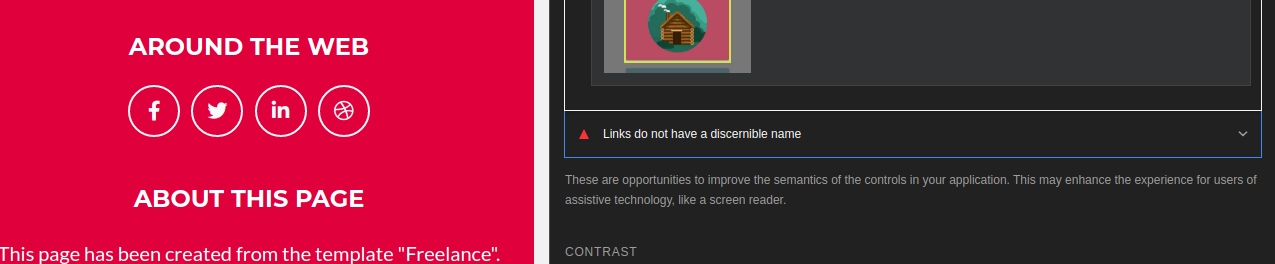 AROUND THE WEB
ABOUT THIS PAGE
This page has been created from the template "Freelance".
Links do not have a discernible name
These are opportunities to improve the semantics of the controls in your application. This may enhance the experience for users of
assistive technology, like a screen reader.
CONTRAST